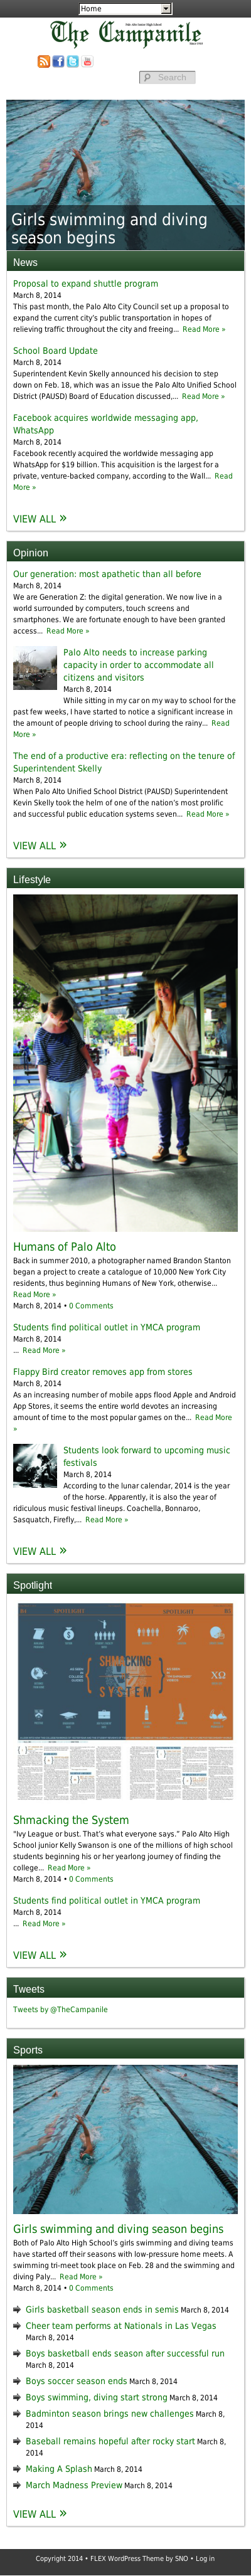 Home
The Campanile
Search
Girls swimming and diving
season begins
News
Proposal to expand shuttle program
March 8, 2014
This past month, the Palo Alto City Council set up a proposal to
expand the current city's public transportation in hopes of
relieving traffic throughout the city and freeing... Read More »
School Board Update
March 8, 2014
Superintendent Kevin Skelly announced his decision to step
down on Feb. 18, which was an issue the Palo Alto Unified School
District (PAUSD) Board of Education discussed,... Read More »
Facebook acquires worldwide messaging app,
WhatsApp
March 8, 2014
Facebook recently acquired the worldwide messaging app
WhatsApp for $19 billion. This acquisition is the largest for a
private, venture-backed company, according to the Wall... Read
More »
VIEW ALL »
Opinion
Our generation: most apathetic than all before
March 8, 2014
We are Generation Z: the digital generation. We now live in a
world surrounded by computers, touch screens and
smartphones. We are fortunate enough to have been granted
access... Read More »
Palo Alto needs to increase parking
capacity in order to accommodate all
citizens and visitors
March 8, 2014
While sitting in my car on my way to school for the
past few weeks, I have started to notice a significant increase in
the amount of people driving to school during the rainy... Read
More »
The end of a productive era: reflecting on the tenure of
Superintendent Skelly
March 8, 2014
When Palo Alto Unified School District (PAUSD) Superintendent
Kevin Skelly took the helm of one of the nation's most prolific
and successful public education systems seven... Read More »
VIEW ALL »
Lifestyle
Humans of Palo Alto
Back in summer 2010, a photographer named Brandon Stanton
began a project to create a catalogue of 10,000 New York City
residents, thus beginning Humans of New York, otherwise...
Read More »
March 8, 2014 • 0 Comments
Students find political outlet in YMCA program
March 8, 2014
... Read More »
Flappy Bird creator removes app from stores
March 8, 2014
As an increasing number of mobile apps flood Apple and Android
App Stores, it seems the entire world devotes an increasing
amount of time to the most popular games on the... Read More
»
Students look forward to upcoming music
festivals
March 8, 2014
According to the lunar calendar, 2014 is the year
of the horse. Apparently, it is also the year of
ridiculous music festival lineups. Coachella, Bonnaroo,
Sasquatch, Firefly,... Read More »
VIEW ALL »
Spotlight
SPOTLIGHT
SPOTLIGHT
SHMACKING
SYSTEM
Shmacking the System
"Ivy League or bust. That's what everyone says." Palo Alto High
School junior Kelly Swanson is one of the millions of high school
students beginning his or her yearlong journey of finding the
college... Read More »
March 8, 2014 • 0 Comments
Students find political outlet in YMCA program
March 8, 2014
... Read More »
VIEW ALL »
Tweets
Tweets by @TheCampanile
Sports
Girls swimming and diving season begins
Both of Palo Alto High School's girls swimming and diving teams
have started off their seasons with low-pressure home meets. A
swimming meet took place on Feb. 28 and the swimming and
diving Paly... Read More »
March 8, 2014 • 0 Comments
Girls basketball season ends in semis March 8, 2014
Cheer team performs at Nationals in Las Vegas
March 8, 2014
Boys basketball ends season after successful run
March 8, 2014
Boys soccer season ends March 8, 2014
Boys swimming, diving start strong March 8, 2014
Badminton season brings new challenges March 8,
2014
Baseball remains hopeful after rocky start March 8,
2014
Making A Splash March 8, 2014
March Madness Preview March 8, 2014
VIEW ALL »
Copyright 2014 • FLEX WordPress Theme by SNO • Log in